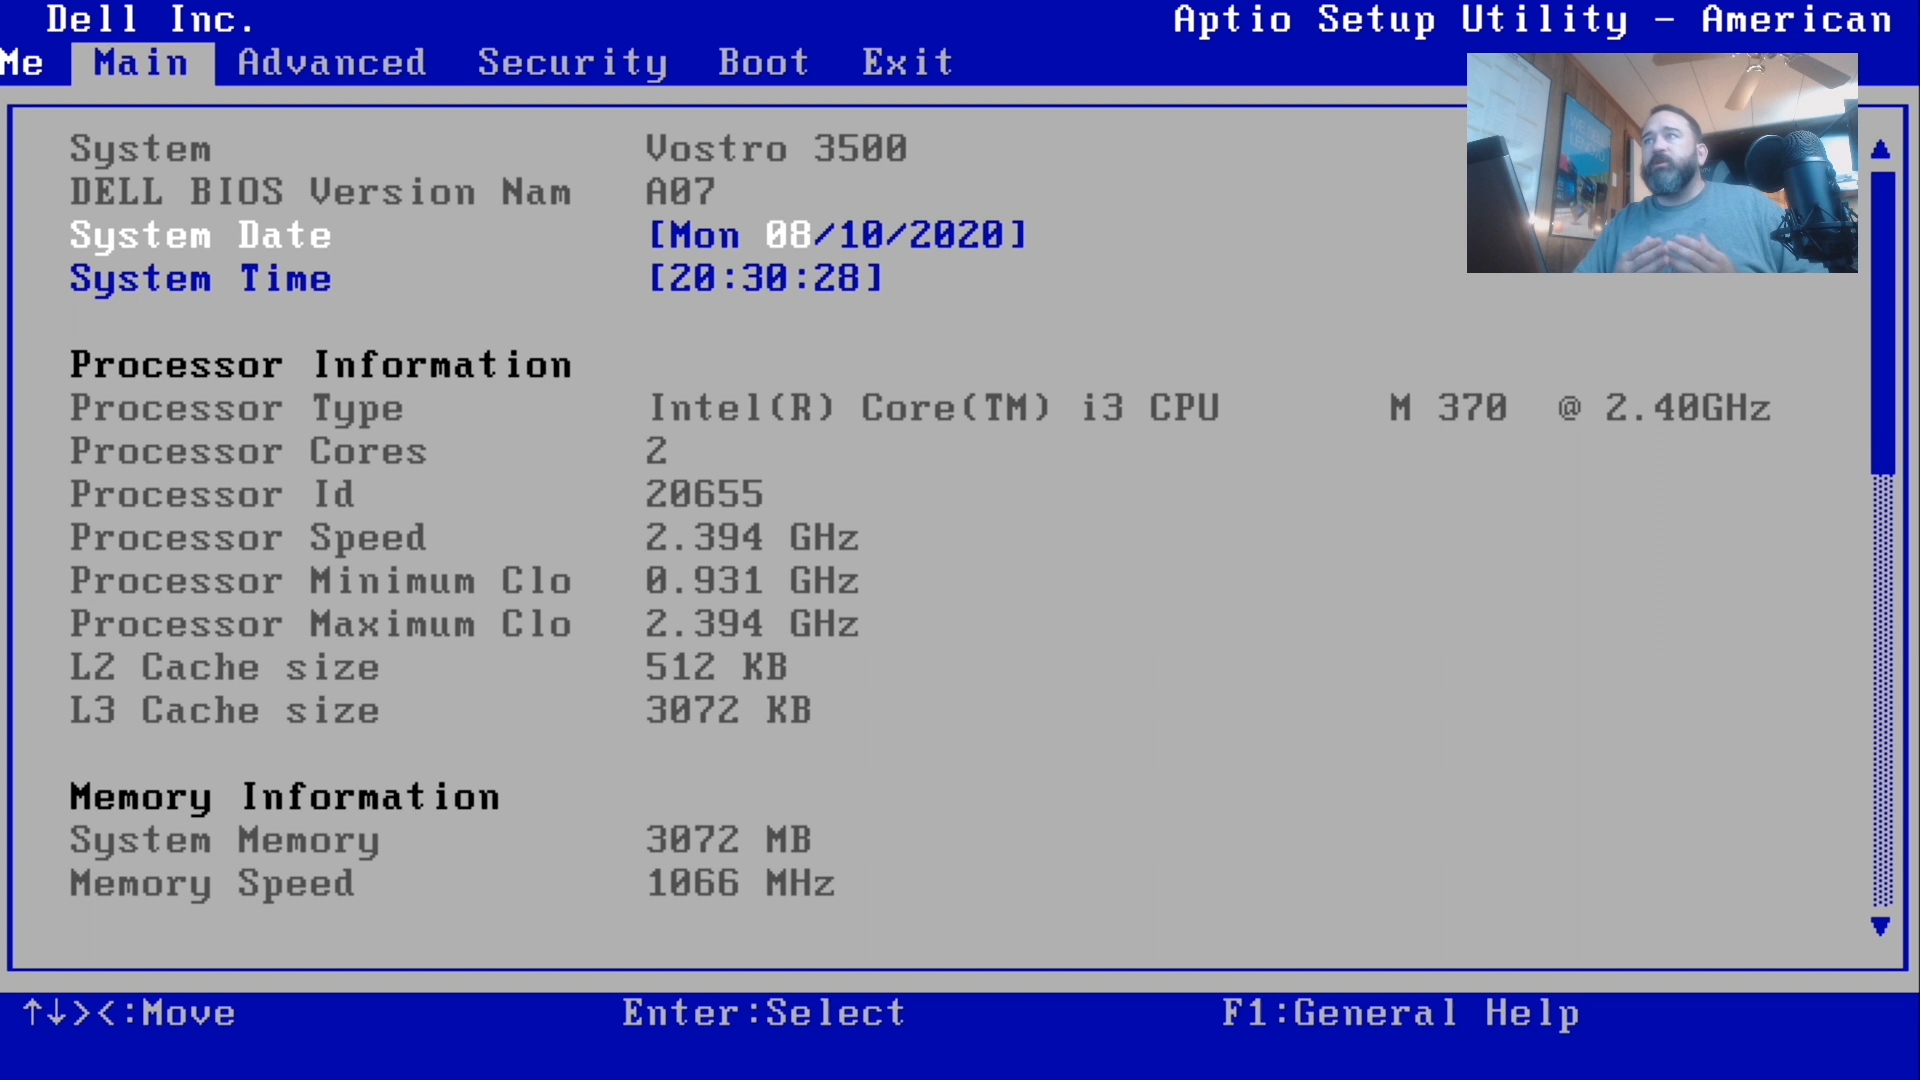 Dell Inc. Aptio Setup Utility - American
Me Main Advanced Security Boot Exit
System Vostro 3500
DELL BIOS Version Nam A07
System Date [Mon 08/10/2020]
System Time [20:30:28]
Processor Information
Processor Type Intel(R) Core(TM) i3 CPU M 370 @ 2.40GHz
Processor Cores 2
Processor Id 20655
Processor Speed 2.394 GHz
Processor Minimum Clo 0.931 GHz
Processor Maximum Clo 2.394 GHz
L2 Cache size 512 KB
L3 Cache size 3072 KB
Memory Information
System Memory 3072 MB
Memory Speed 1066 MHz
↑↓><:Move Enter:Select F1:General Help